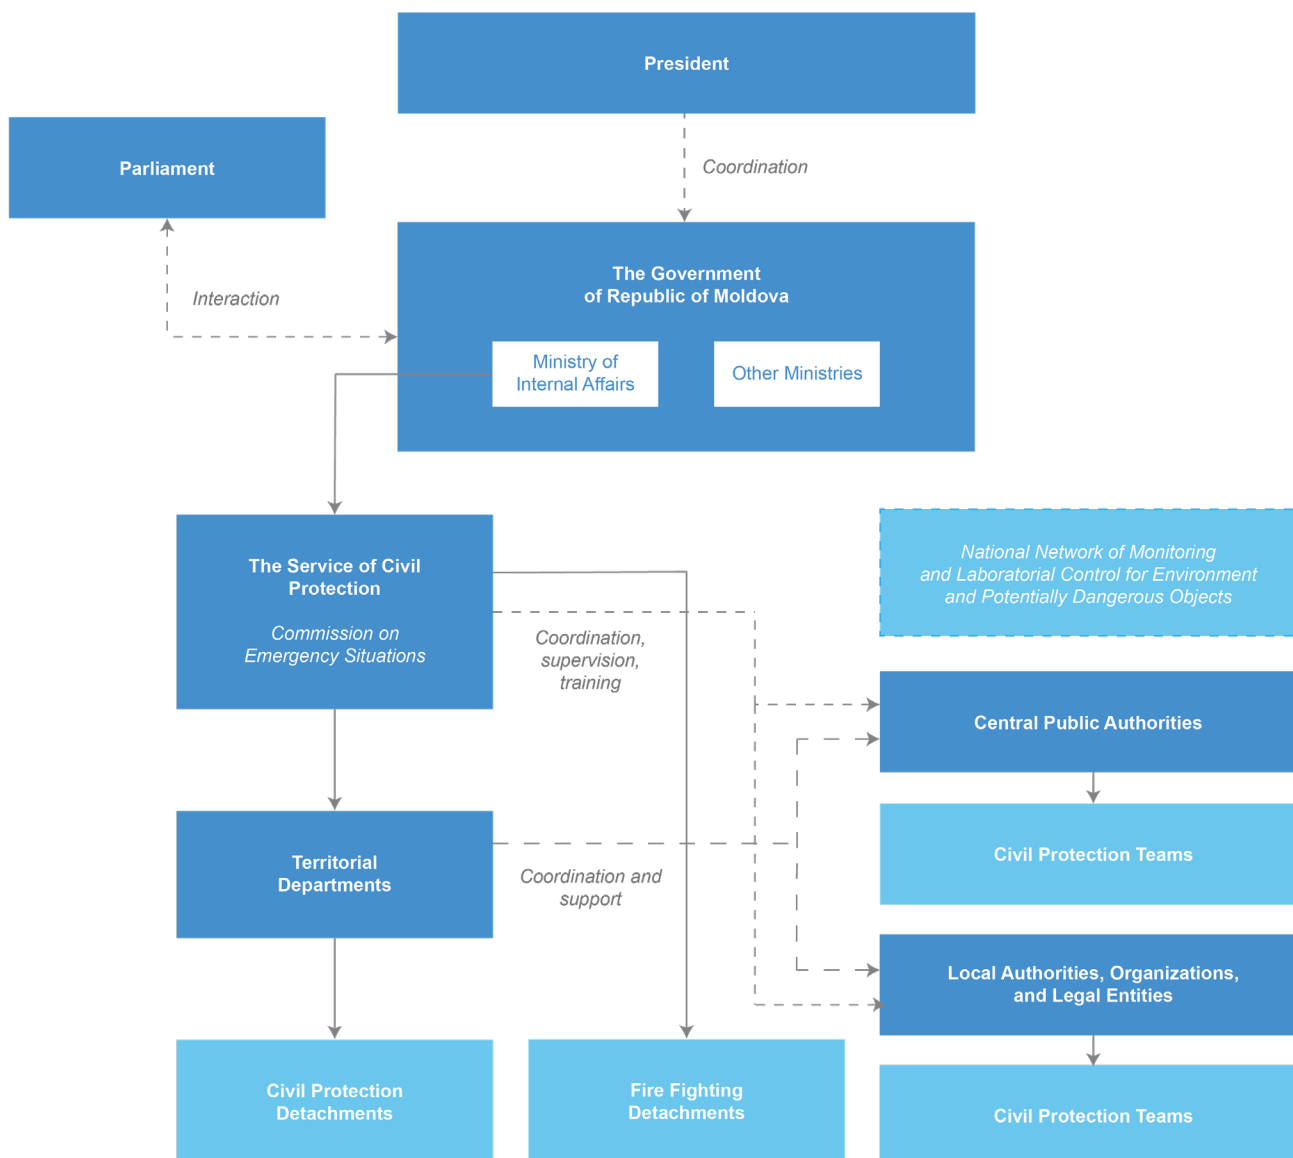 President
Parliament
Coordination
The Government
of Republic of Moldova
Interaction
Ministry of
Internal Affairs
Other Ministries
The Service of Civil
Protection
Commission on
Emergency Situations
National Network of Monitoring
and Laboratorial Control for Environment
and Potentially Dangerous Objects
Coordination,
supervision,
training
Central Public Authorities
Civil Protection Teams
Territorial
Departments
Coordination and
support
Local Authorities, Organizations,
and Legal Entities
Civil Protection
Detachments
Fire Fighting
Detachments
Civil Protection Teams